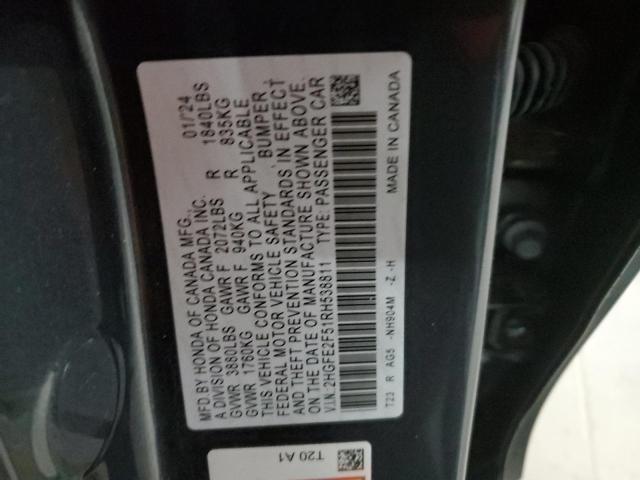 MFD.BY HONDA OF CANADA MFG., 01/'24
A DIVISION OF HONDA CANADA INC.
GVWR 3880LBS GAWR F 2072LBS R 1840LBS
GVWR 1760KG GAWR F 940KG R 835KG
THIS VEHICLE CONFORMS TO ALL APPLICABLE
FEDERAL MOTOR VEHICLE SAFETY, BUMPER,
AND THEFT PREVENTION STANDARDS IN EFFECT
ON THE DATE OF MANUFACTURE SHOWN ABOVE.
V.I.N.:2HGFE2F51RH538811 TYPE: PASSENGER CAR
T23 R AG5 -NH904M -Z -H MADE IN CANADA
T20 A1